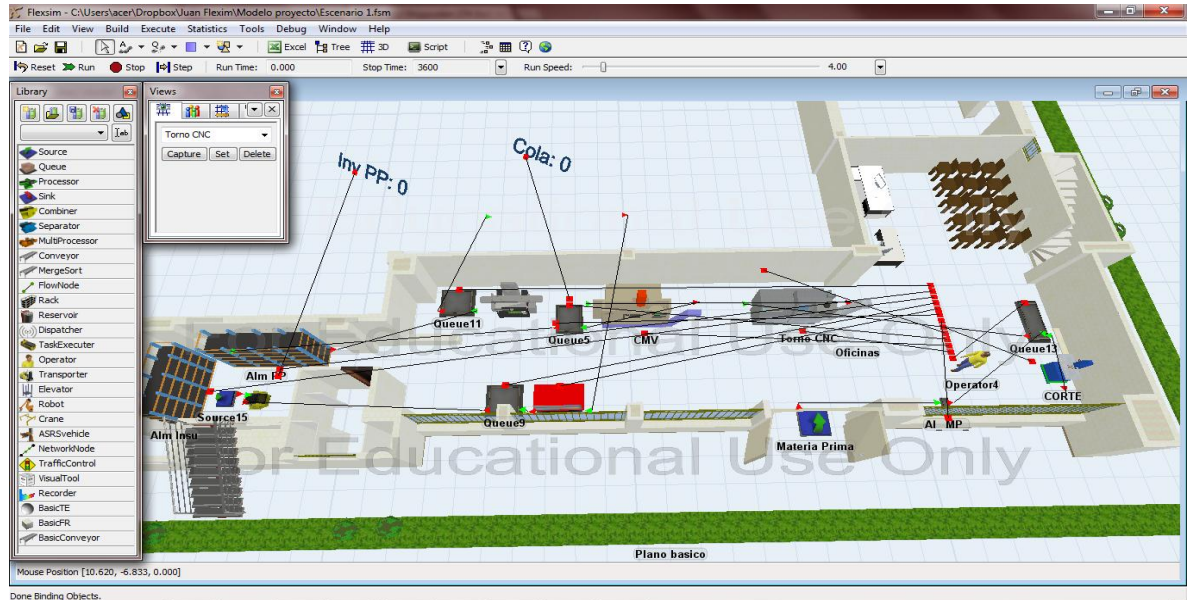 Flexsim - C:\Users\acer\Dropbox\Juan Flexim\Modelo proyecto\Escenario 1.fsm
File Edit View Build Execute Statistics Tools Debug Window Help
Excel Tree 3D Script
Reset Run Stop Step Run Time: 0.000 Stop Time: 3600 Run Speed: 4.00
Library
Views
Torno CNC
Capture Set Delete
Source
Queue
Processor
Sink
Combiner
Separator
MultiProcessor
Conveyor
MergeSort
FlowNode
Rack
Reservoir
Dispatcher
TaskExecuter
Operator
Transporter
Elevator
Robot
Crane
ASRSvehicle
NetworkNode
TrafficControl
VisualTool
Recorder
BasicTE
BasicFR
BasicConveyor
Inv PP: 0
Cola: 0
For Educational Use Only
Queue11
Queue5
CMV
Torno CNC
Oficinas
Queue13
Operator4
CORTE
Alm PP
Source15
Alm Insu
Queue9
Al_MP_
Materia Prima
For Educational Use Only
Plano basico
Mouse Position [10.620, -6.833, 0.000]
Done Binding Objects.